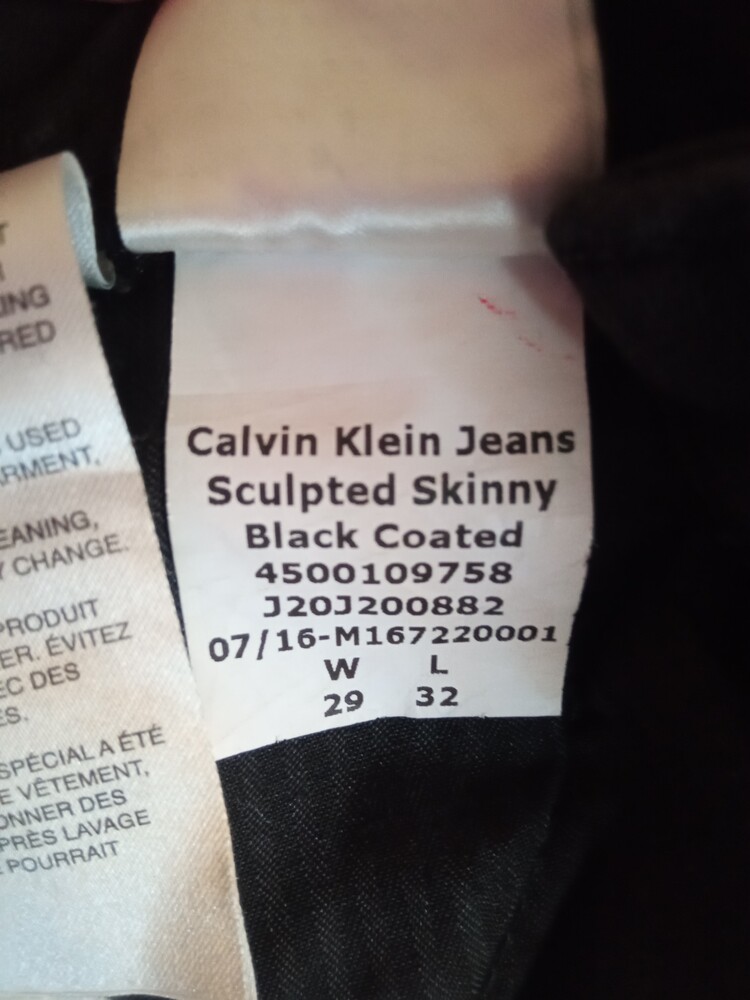 Calvin Klein Jeans
Sculpted Skinny
Black Coated
4500109758
J20J200882
07/16-M167220001
W L
29 32
USED
EANING,
Y CHANGE.
PRODUIT
ER. ÉVITEZ
EC DES
SPÉCIAL A ÉTÉ
E VÊTEMENT,
ONNER DES
PRÈS LAVAGE
POURRAIT